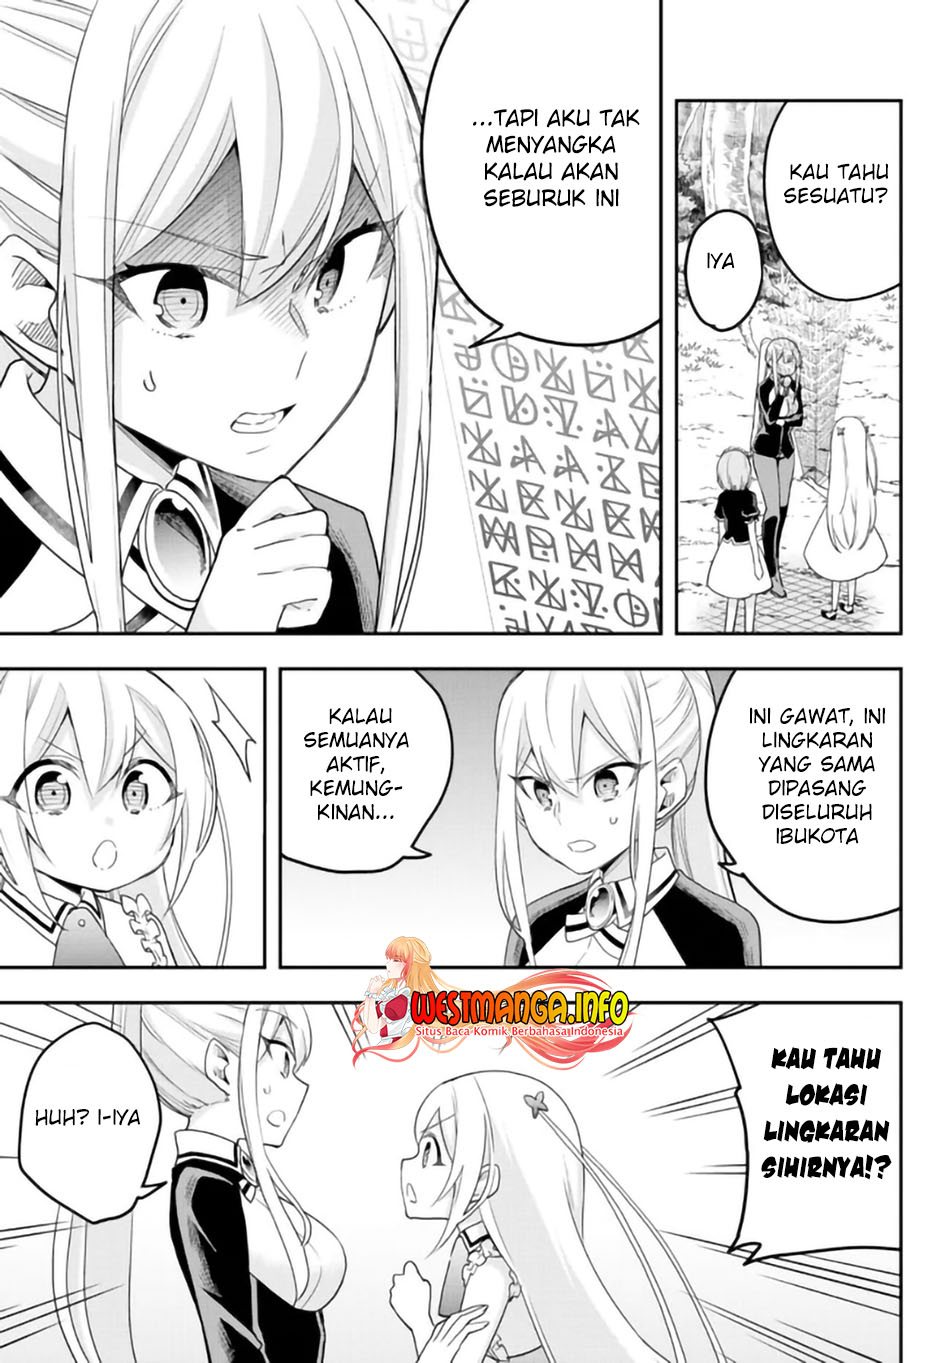 KAU TAHU
SESUATU?
IYA
...TAPI AKU TAK
MENYANGKA
KALAU AKAN
SEBURUK INI
INI GAWAT, INI
LINGKARAN
YANG SAMA
DIPASANG
DISELURUH
IBUKOTA
KALAU
SEMUANYA
AKTIF,
KEMUNG-
KINAN...
WESTMANGA.INFO
Situs Baca Komik Berbahasa Indonesia
KAU TAHU
LOKASI
LINGKARAN
SIHIRNYA!?
HUH? I-IYA